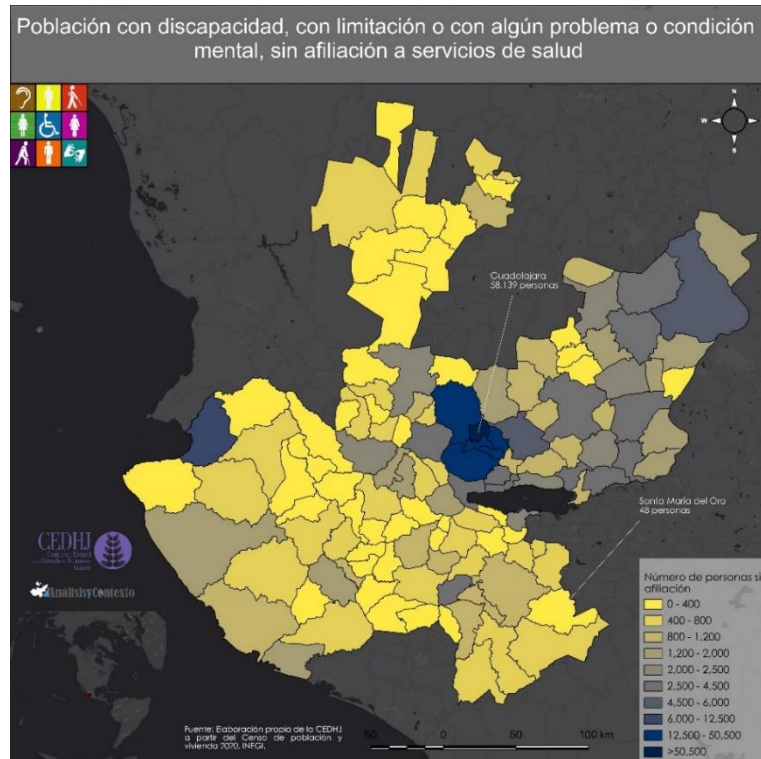 Población con discapacidad, con limitación o con algún problema o condición
mental, sin afiliación a servicios de salud
N
W
E
S
Guadalajara
58,139 personas
Santa María del Oro
48 personas
CEDHJ
AnálisisyContexto
Número de personas si
afiliación
0 - 400
400 - 800
800 - 1,200
1,200 - 2,000
2,000 - 2,500
2,500 - 4,500
4,500 - 6,000
6,000 - 12,500
12,500 - 50,500
>50,500
Fuente: Elaboración propia de la CEDHJ
a partir del Censo de población y
vivienda 2020, INEGI.
50 0 50 100 km